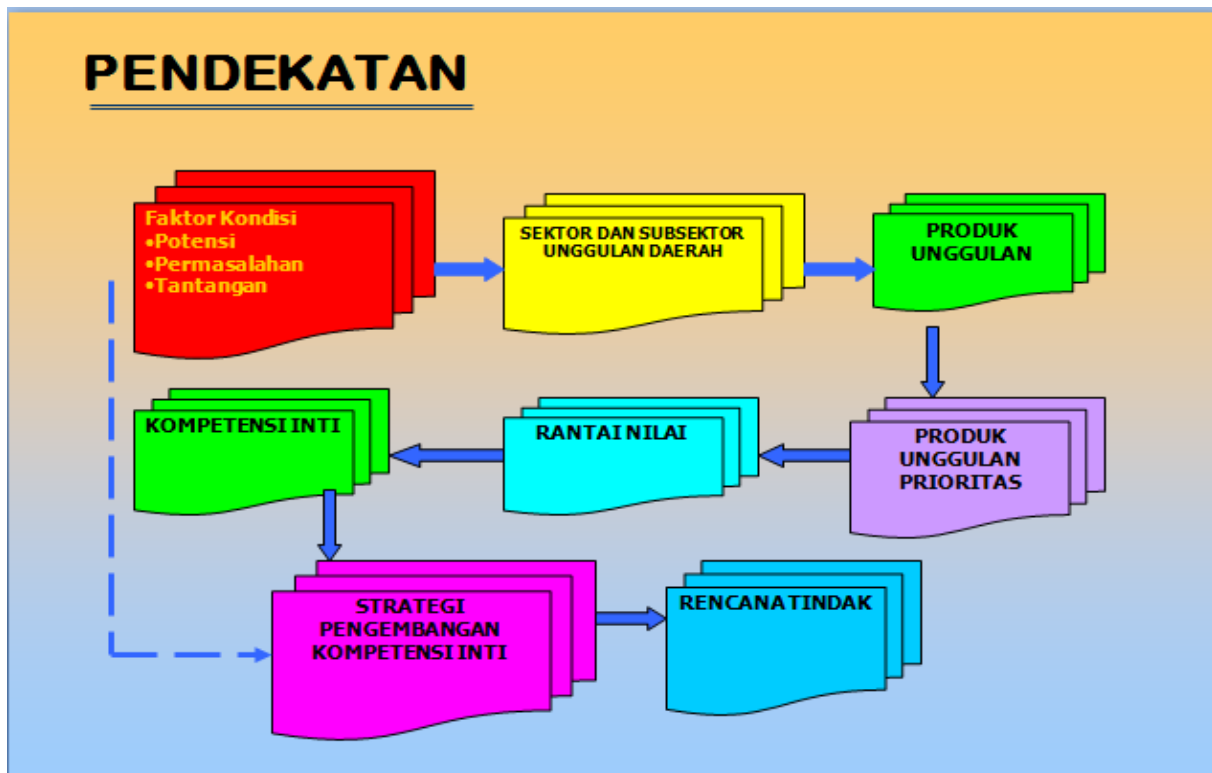 PENDEKATAN
Faktor Kondisi
•Potensi
•Permasalahan
•Tantangan
SEKTOR DAN SUBSEKTOR
UNGGULAN DAERAH
PRODUK
UNGGULAN
KOMPETENSI INTI
RANTAI NILAI
PRODUK
UNGGULAN
PRIORITAS
STRATEGI
PENGEMBANGAN
KOMPETENSI INTI
RENCANA TINDAK